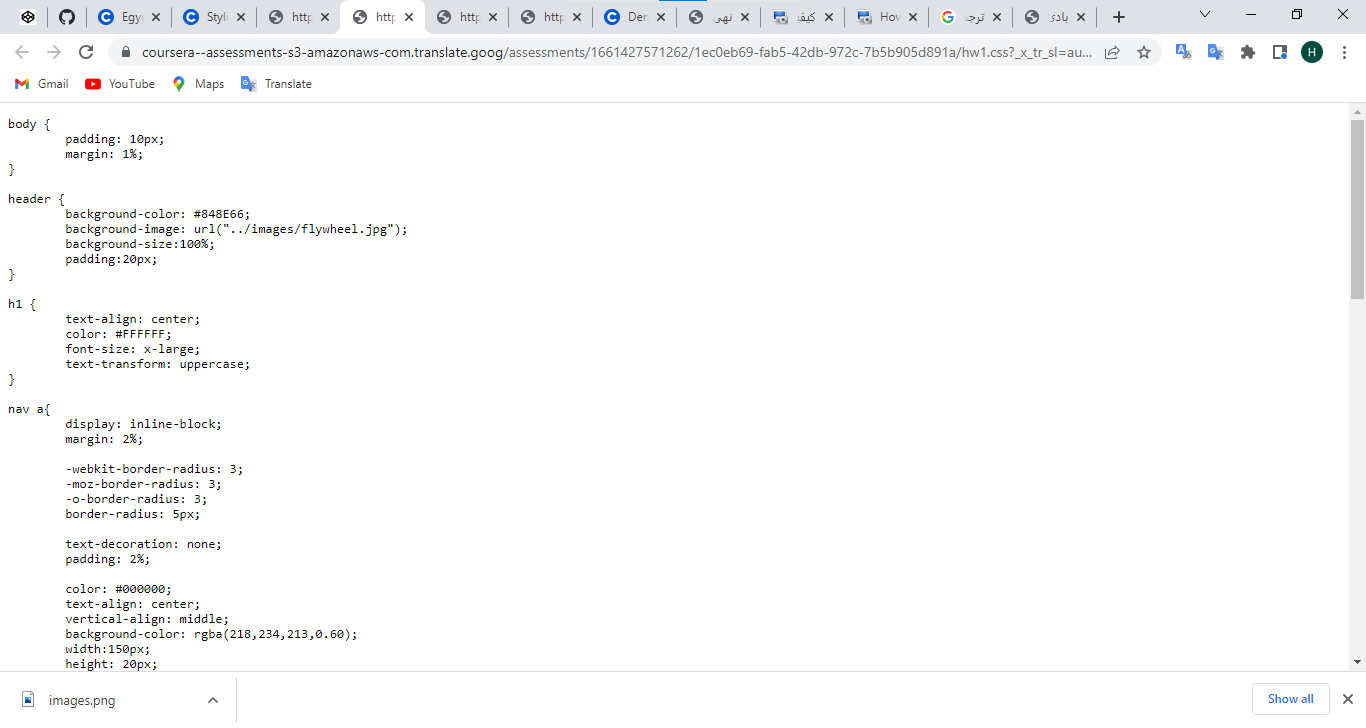 Egy
Styli
http
http
http
http
Der
نهى
كيف
How
ترج
بادى
coursera--assessments-s3-amazonaws-com.translate.goog/assessments/1661427571262/1ec0eb69-fab5-42db-972c-7b5b905d891a/hw1.css?_x_tr_sl=au...
H
Gmail
YouTube
Maps
Translate
body {
padding: 10px;
margin: 1%;
}
header {
background-color: #848E66;
background-image: url("../images/flywheel.jpg");
background-size:100%;
padding:20px;
}
h1 {
text-align: center;
color: #FFFFFF;
font-size: x-large;
text-transform: uppercase;
}
nav a{
display: inline-block;
margin: 2%;
-webkit-border-radius: 3;
-moz-border-radius: 3;
-o-border-radius: 3;
border-radius: 5px;
text-decoration: none;
padding: 2%;
color: #000000;
text-align: center;
vertical-align: middle;
background-color: rgba(218,234,213,0.60);
width:150px;
height: 20px;
images.png
Show all